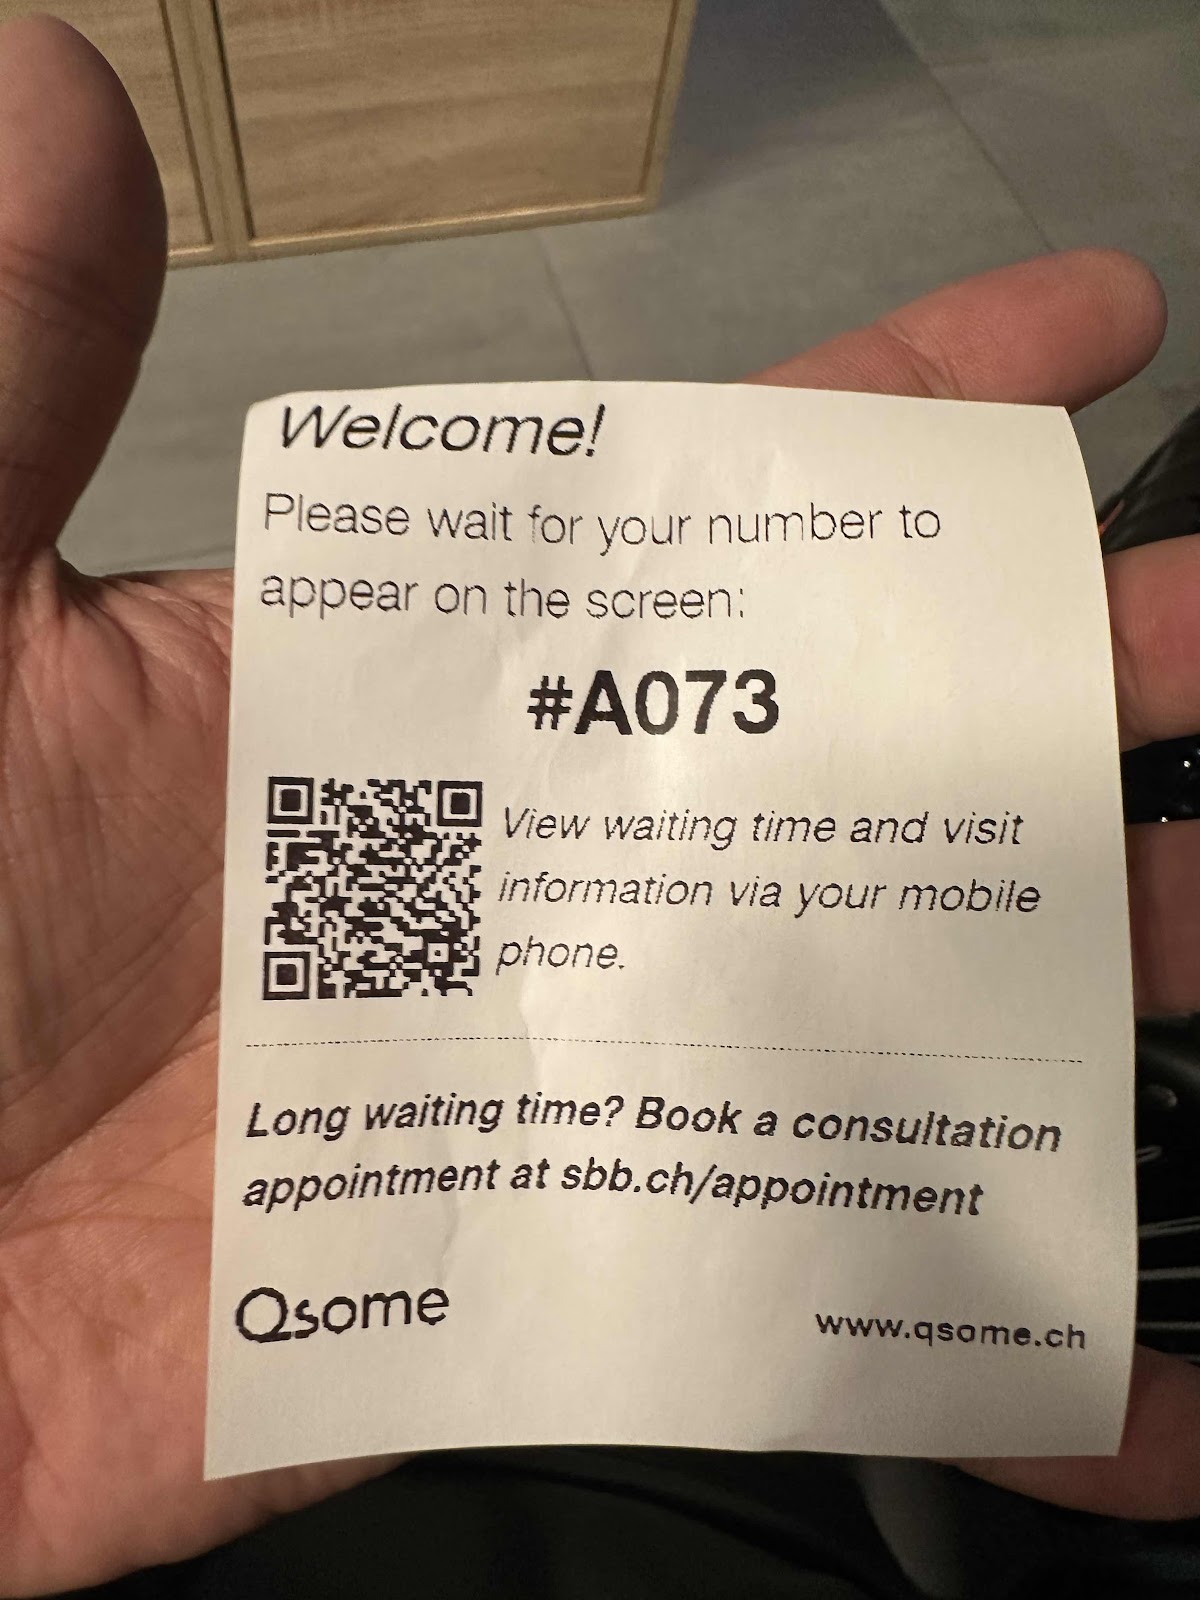 Welcome!
Please wait for your number to
appear on the screen:
#A073
View waiting time and visit
information via your mobile
phone.
Long waiting time? Book a consultation
appointment at sbb.ch/appointment
Qsome
www.qsome.ch